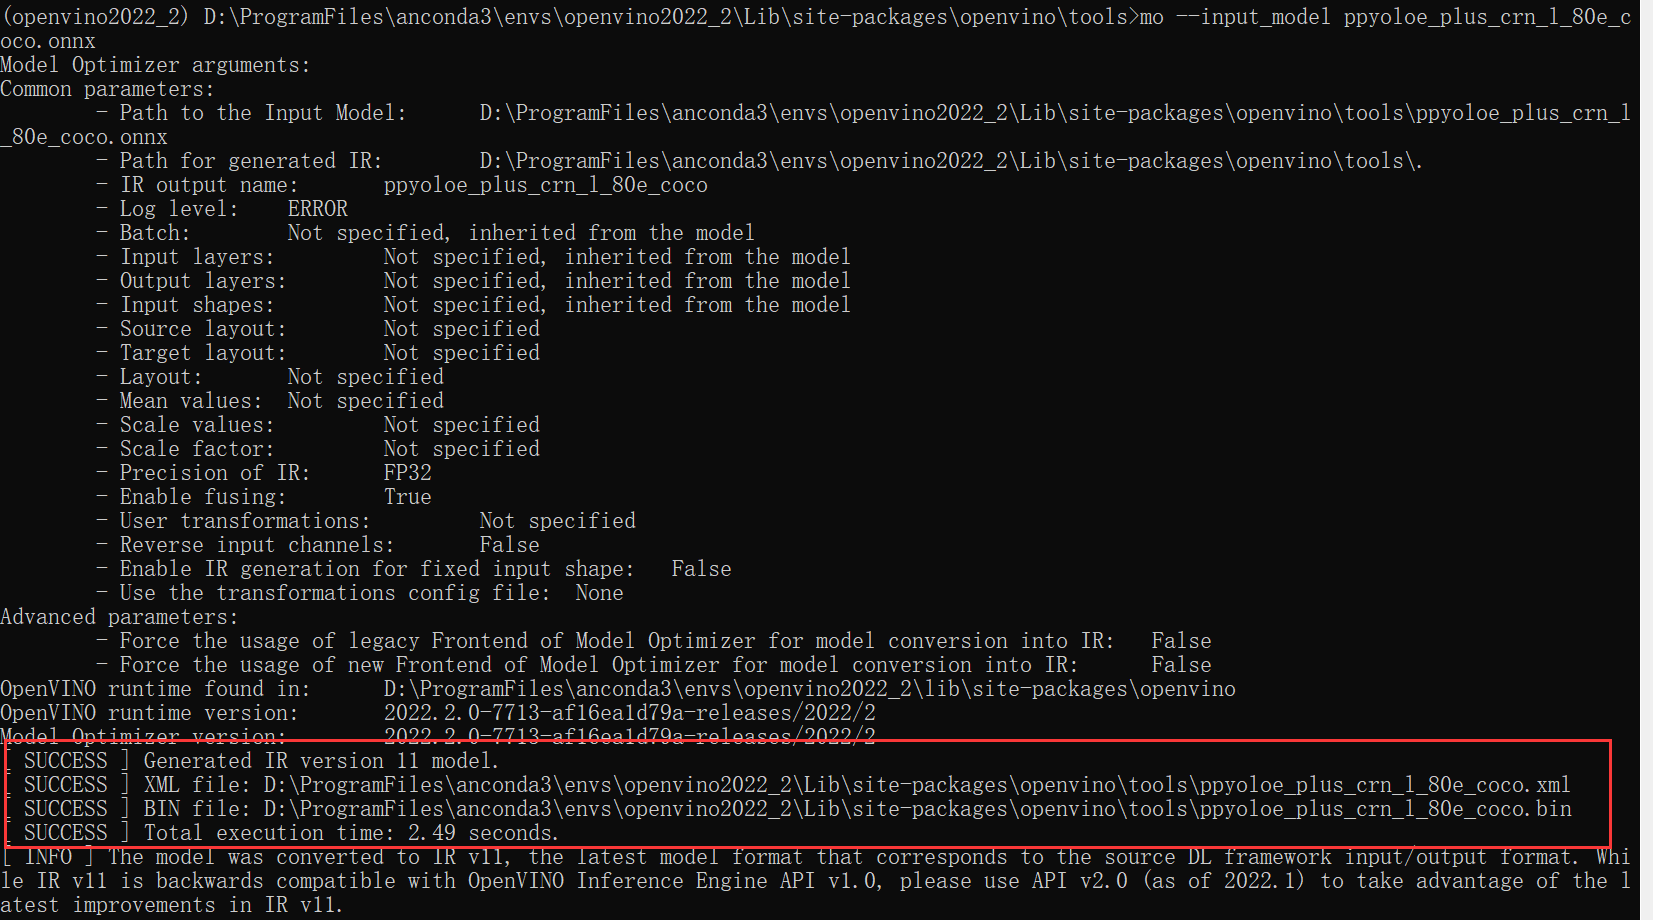 (openvino2022_2) D:\ProgramFiles\anconda3\envs\openvino2022_2\Lib\site-packages\openvino\tools>mo --input_model ppyoloe_plus_crn_l_80e_c
oco.onnx
Model Optimizer arguments:
Common parameters:
- Path to the Input Model: D:\ProgramFiles\anconda3\envs\openvino2022_2\Lib\site-packages\openvino\tools\ppyoloe_plus_crn_l
_80e_coco.onnx
- Path for generated IR: D:\ProgramFiles\anconda3\envs\openvino2022_2\Lib\site-packages\openvino\tools\.
- IR output name: ppyoloe_plus_crn_l_80e_coco
- Log level: ERROR
- Batch: Not specified, inherited from the model
- Input layers: Not specified, inherited from the model
- Output layers: Not specified, inherited from the model
- Input shapes: Not specified, inherited from the model
- Source layout: Not specified
- Target layout: Not specified
- Layout: Not specified
- Mean values: Not specified
- Scale values: Not specified
- Scale factor: Not specified
- Precision of IR: FP32
- Enable fusing: True
- User transformations: Not specified
- Reverse input channels: False
- Enable IR generation for fixed input shape: False
- Use the transformations config file: None
Advanced parameters:
- Force the usage of legacy Frontend of Model Optimizer for model conversion into IR: False
- Force the usage of new Frontend of Model Optimizer for model conversion into IR: False
OpenVINO runtime found in: D:\ProgramFiles\anconda3\envs\openvino2022_2\lib\site-packages\openvino
OpenVINO runtime version: 2022.2.0-7713-af16ea1d79a-releases/2022/2
Model Optimizer version: 2022.2.0-7713-af16ea1d79a-releases/2022/2
[ SUCCESS ] Generated IR version 11 model.
[ SUCCESS ] XML file: D:\ProgramFiles\anconda3\envs\openvino2022_2\Lib\site-packages\openvino\tools\ppyoloe_plus_crn_l_80e_coco.xml
[ SUCCESS ] BIN file: D:\ProgramFiles\anconda3\envs\openvino2022_2\Lib\site-packages\openvino\tools\ppyoloe_plus_crn_l_80e_coco.bin
[ SUCCESS ] Total execution time: 2.49 seconds.
[ INFO ] The model was converted to IR v11, the latest model format that corresponds to the source DL framework input/output format. Whi
le IR v11 is backwards compatible with OpenVINO Inference Engine API v1.0, please use API v2.0 (as of 2022.1) to take advantage of the l
atest improvements in IR v11.